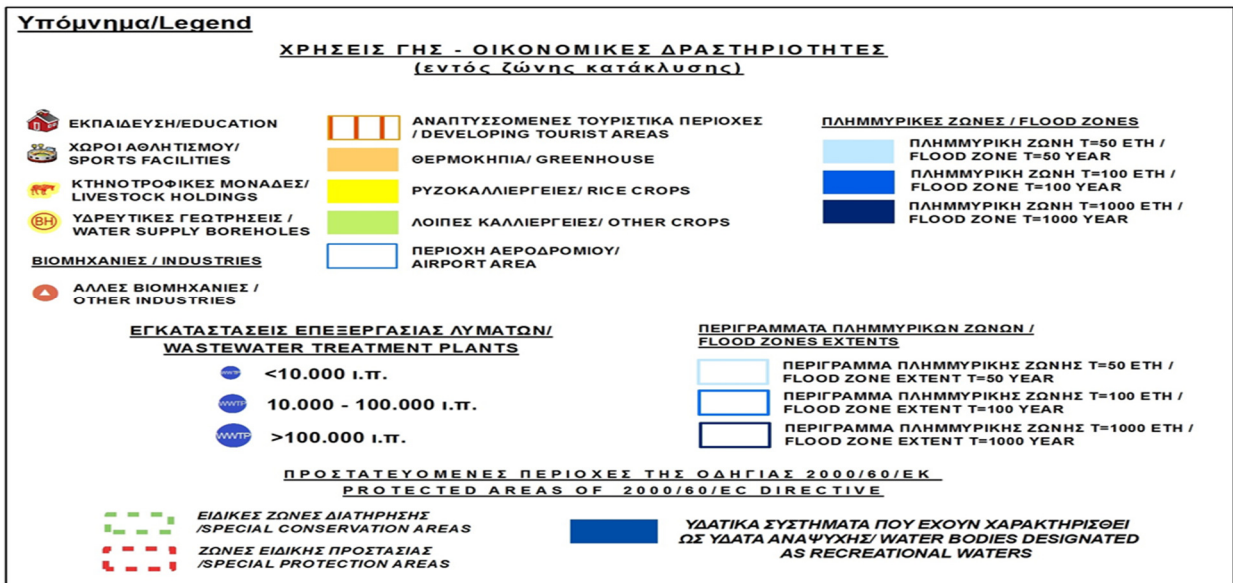 Υπόμνημα/Legend
ΧΡΗΣΕΙΣ ΓΗΣ - ΟΙΚΟΝΟΜΙΚΕΣ ΔΡΑΣΤΗΡΙΟΤΗΤΕΣ
(εντός ζώνης κατάκλυσης)
ΕΚΠΑΙΔΕΥΣΗ/EDUCATION
ΧΩΡΟΙ ΑΘΛΗΤΙΣΜΟΥ/
SPORTS FACILITIES
ΚΤΗΝΟΤΡΟΦΙΚΕΣ ΜΟΝΑΔΕΣ/
LIVESTOCK HOLDINGS
BH
ΥΔΡΕΥΤΙΚΕΣ ΓΕΩΤΡΗΣΕΙΣ /
WATER SUPPLY BOREHOLES
ΒΙΟΜΗΧΑΝΙΕΣ / INDUSTRIES
ΑΛΛΕΣ ΒΙΟΜΗΧΑΝΙΕΣ /
OTHER INDUSTRIES
ΑΝΑΠΤΥΣΣΟΜΕΝΕΣ ΤΟΥΡΙΣΤΙΚΑ ΠΕΡΙΟΧΕΣ
/ DEVELOPING TOURIST AREAS
ΘΕΡΜΟΚΗΠΙΑ/ GREENHOUSE
ΡΥΖΟΚΑΛΛΙΕΡΓΕΙΕΣ/ RICE CROPS
ΛΟΙΠΕΣ ΚΑΛΛΙΕΡΓΕΙΕΣ/ OTHER CROPS
ΠΕΡΙΟΧΗ ΑΕΡΟΔΡΟΜΙΟΥ/
AIRPORT AREA
ΠΛΗΜΜΥΡΙΚΕΣ ΖΩΝΕΣ / FLOOD ZONES
ΠΛΗΜΜΥΡΙΚΗ ΖΩΝΗ T=50 ΕΤΗ /
FLOOD ZONE T=50 YEAR
ΠΛΗΜΜΥΡΙΚΗ ΖΩΝΗ T=100 ΕΤΗ /
FLOOD ZONE T=100 YEAR
ΠΛΗΜΜΥΡΙΚΗ ΖΩΝΗ T=1000 ΕΤΗ /
FLOOD ZONE T=1000 YEAR
ΕΓΚΑΤΑΣΤΑΣΕΙΣ ΕΠΕΞΕΡΓΑΣΙΑΣ ΛΥΜΑΤΩΝ/
WASTEWATER TREATMENT PLANTS
WWTP <10.000 ι.π.
WWTP 10.000 - 100.000 ι.π.
WWTP >100.000 ι.π.
ΠΕΡΙΓΡΑΜΜΑΤΑ ΠΛΗΜΜΥΡΙΚΩΝ ΖΩΝΩΝ /
FLOOD ZONES EXTENTS
ΠΕΡΙΓΡΑΜΜΑ ΠΛΗΜΜΥΡΙΚΗΣ ΖΩΝΗΣ T=50 ΕΤΗ /
FLOOD ZONE EXTENT T=50 YEAR
ΠΕΡΙΓΡΑΜΜΑ ΠΛΗΜΜΥΡΙΚΗΣ ΖΩΝΗΣ T=100 ΕΤΗ /
FLOOD ZONE EXTENT T=100 YEAR
ΠΕΡΙΓΡΑΜΜΑ ΠΛΗΜΜΥΡΙΚΗΣ ΖΩΝΗΣ T=1000 ΕΤΗ /
FLOOD ZONE EXTENT T=1000 YEAR
ΠΡΟΣΤΑΤΕΥΟΜΕΝΕΣ ΠΕΡΙΟΧΕΣ ΤΗΣ ΟΔΗΓΙΑΣ 2000/60/ΕΚ
PROTECTED AREAS OF 2000/60/EC DIRECTIVE
ΕΙΔΙΚΕΣ ΖΩΝΕΣ ΔΙΑΤΗΡΗΣΗΣ
/SPECIAL CONSERVATION AREAS
ΖΩΝΕΣ ΕΙΔΙΚΗΣ ΠΡΟΣΤΑΣΙΑΣ
/SPECIAL PROTECTION AREAS
ΥΔΑΤΙΚΑ ΣΥΣΤΗΜΑΤΑ ΠΟΥ ΕΧΟΥΝ ΧΑΡΑΚΤΗΡΙΣΘΕΙ
ΩΣ ΥΔΑΤΑ ΑΝΑΨΥΧΗΣ/ WATER BODIES DESIGNATED
AS RECREATIONAL WATERS